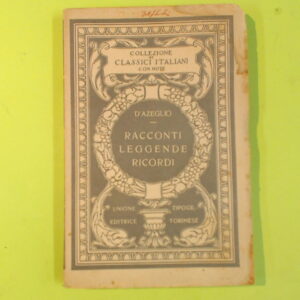 COLLEZIONE
DI
CLASSICI ITALIANI
CON NOTE
D'AZEGLIO
RACCONTI
LEGGENDE
RICORDI
UNIONE TIPOGR.
EDITRICE TORINESE